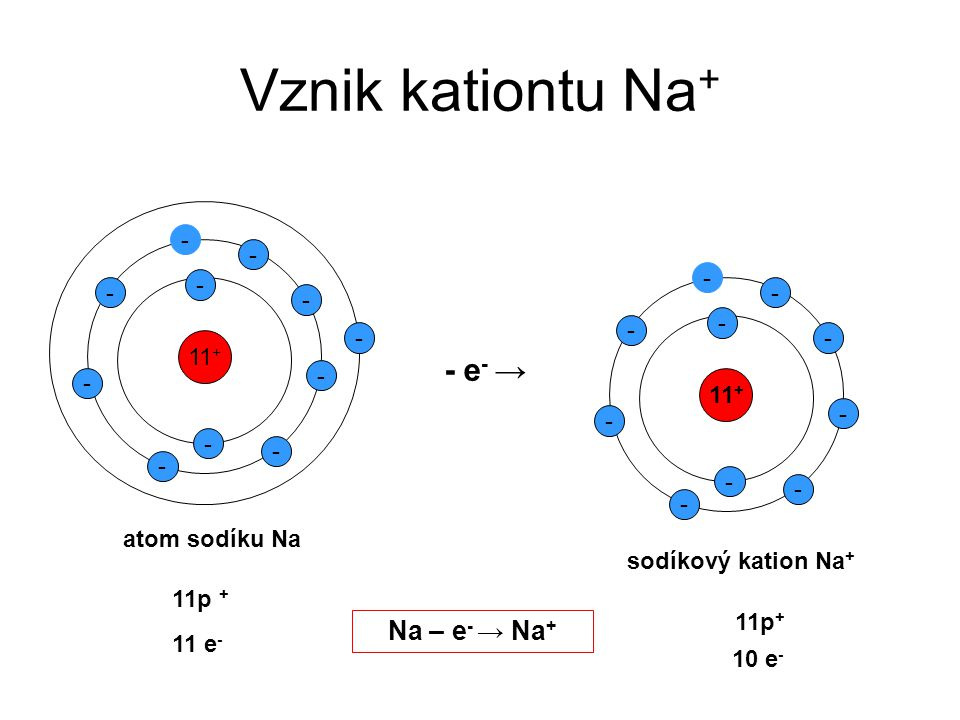 Vznik kationtu Na⁺
-
-
-
-
-
-
11⁺
-
-
-
-
-
- e⁻ →
-
-
-
-
-
11⁺
-
-
-
-
-
atom sodíku Na
sodíkový kation Na⁺
11p ⁺
11 e⁻
Na – e⁻ → Na⁺
11p⁺
10 e⁻